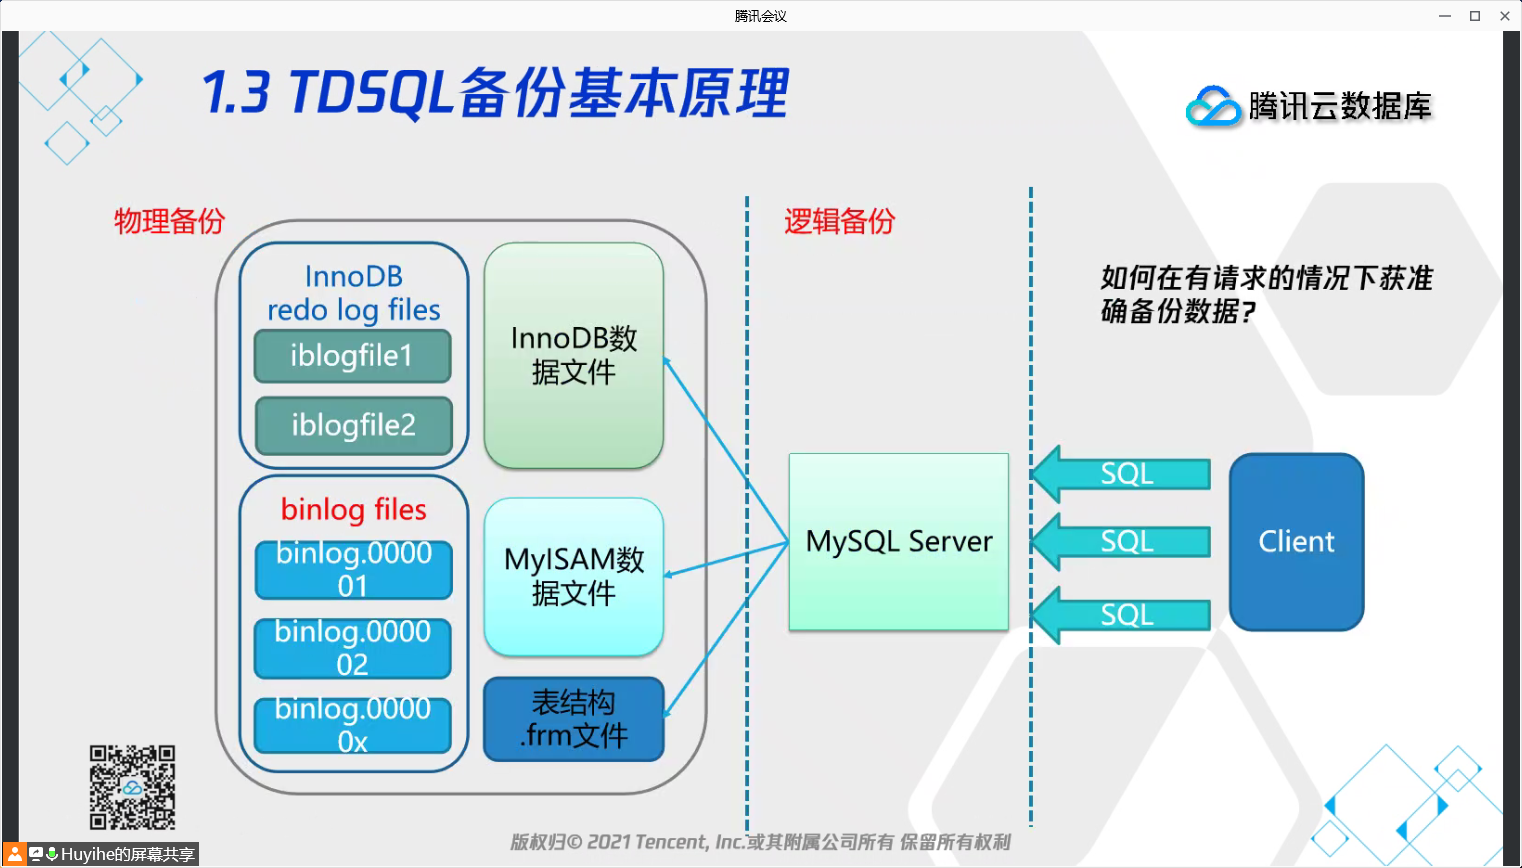 腾讯会议
1.3 TDSQL备份基本原理
腾讯云数据库
物理备份
逻辑备份
InnoDB
redo log files
iblogfile1
iblogfile2
InnoDB数
据文件
如何在有请求的情况下获准
确备份数据?
binlog files
binlog.0000
01
binlog.0000
02
binlog.0000
0x
MyISAM数
据文件
表结构
.frm文件
MySQL Server
SQL
SQL
SQL
Client
版权归© 2021 Tencent, Inc.或其附属公司所有 保留所有权利
Huyihe的屏幕共享